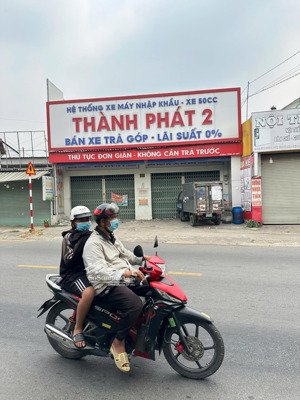 HỆ THỐNG XE MÁY NHẬP KHẨU - XE 50CC
THÀNH PHÁT 2
BÁN XE TRẢ GÓP - LÃI SUẤT 0%
THỦ TỤC ĐƠN GIẢN - KHÔNG CẦN TRẢ TRƯỚC
NỘI T